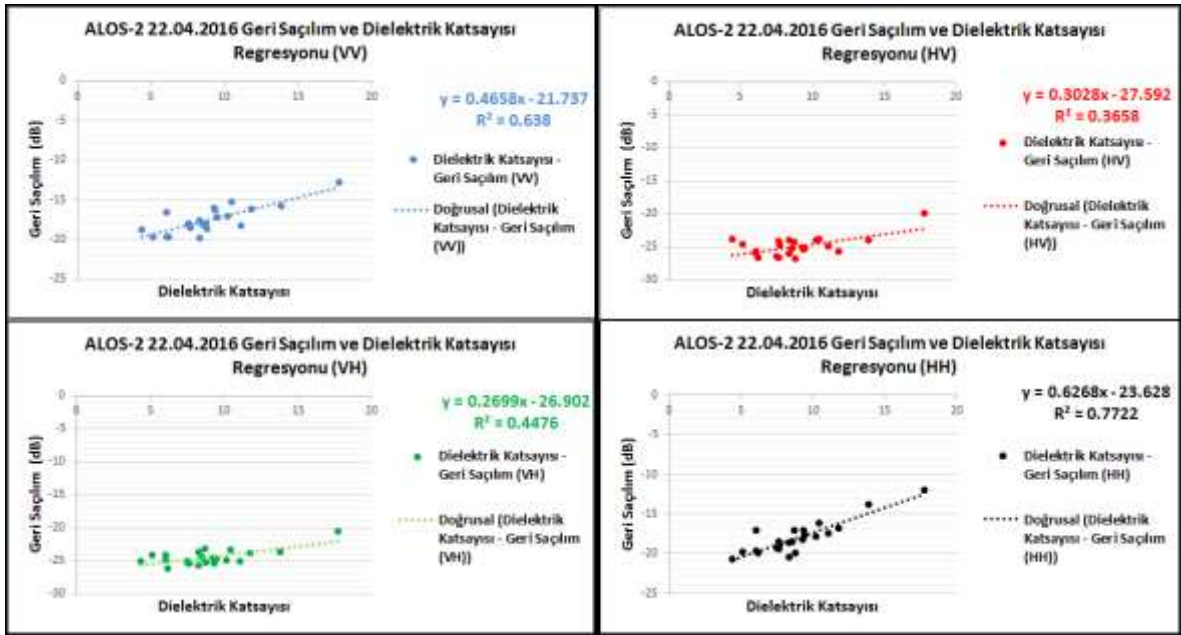 ALOS-2 22.04.2016 Geri Saçılım ve Dielektrik Katsayısı
Regresyonu (VV)
0
5
10
15
20
-5
-10
-15
-20
-25
Geri Saçılım (dB)
Dielektrik Katsayısı
y = 0.4658x - 21.737
R² = 0.638
Dielektrik Katsayısı -
Geri Saçılım (VV)
Doğrusal (Dielektrik
Katsayısı - Geri Saçılım
(VV))
ALOS-2 22.04.2016 Geri Saçılım ve Dielektrik Katsayısı
Regresyonu (HV)
0
5
10
15
20
-5
-10
-15
-20
-25
-30
Geri Saçılım (dB)
Dielektrik Katsayısı
y = 0.3028x - 27.592
R² = 0.3658
Dielektrik Katsayısı -
Geri Saçılım (HV)
Doğrusal (Dielektrik
Katsayısı - Geri Saçılım
(HV))
ALOS-2 22.04.2016 Geri Saçılım ve Dielektrik Katsayısı
Regresyonu (VH)
0
5
10
15
20
-5
-10
-15
-20
-25
-30
Geri Saçılım (dB)
Dielektrik Katsayısı
y = 0.2699x - 26.902
R² = 0.4476
Dielektrik Katsayısı -
Geri Saçılım (VH)
Doğrusal (Dielektrik
Katsayısı - Geri Saçılım
(VH))
ALOS-2 22.04.2016 Geri Saçılım ve Dielektrik Katsayısı
Regresyonu (HH)
0
5
10
15
20
-5
-10
-15
-20
-25
Geri Saçılım (dB)
Dielektrik Katsayısı
y = 0.6268x - 23.628
R² = 0.7722
Dielektrik Katsayısı -
Geri Saçılım (HH)
Doğrusal (Dielektrik
Katsayısı - Geri Saçılım
(HH))